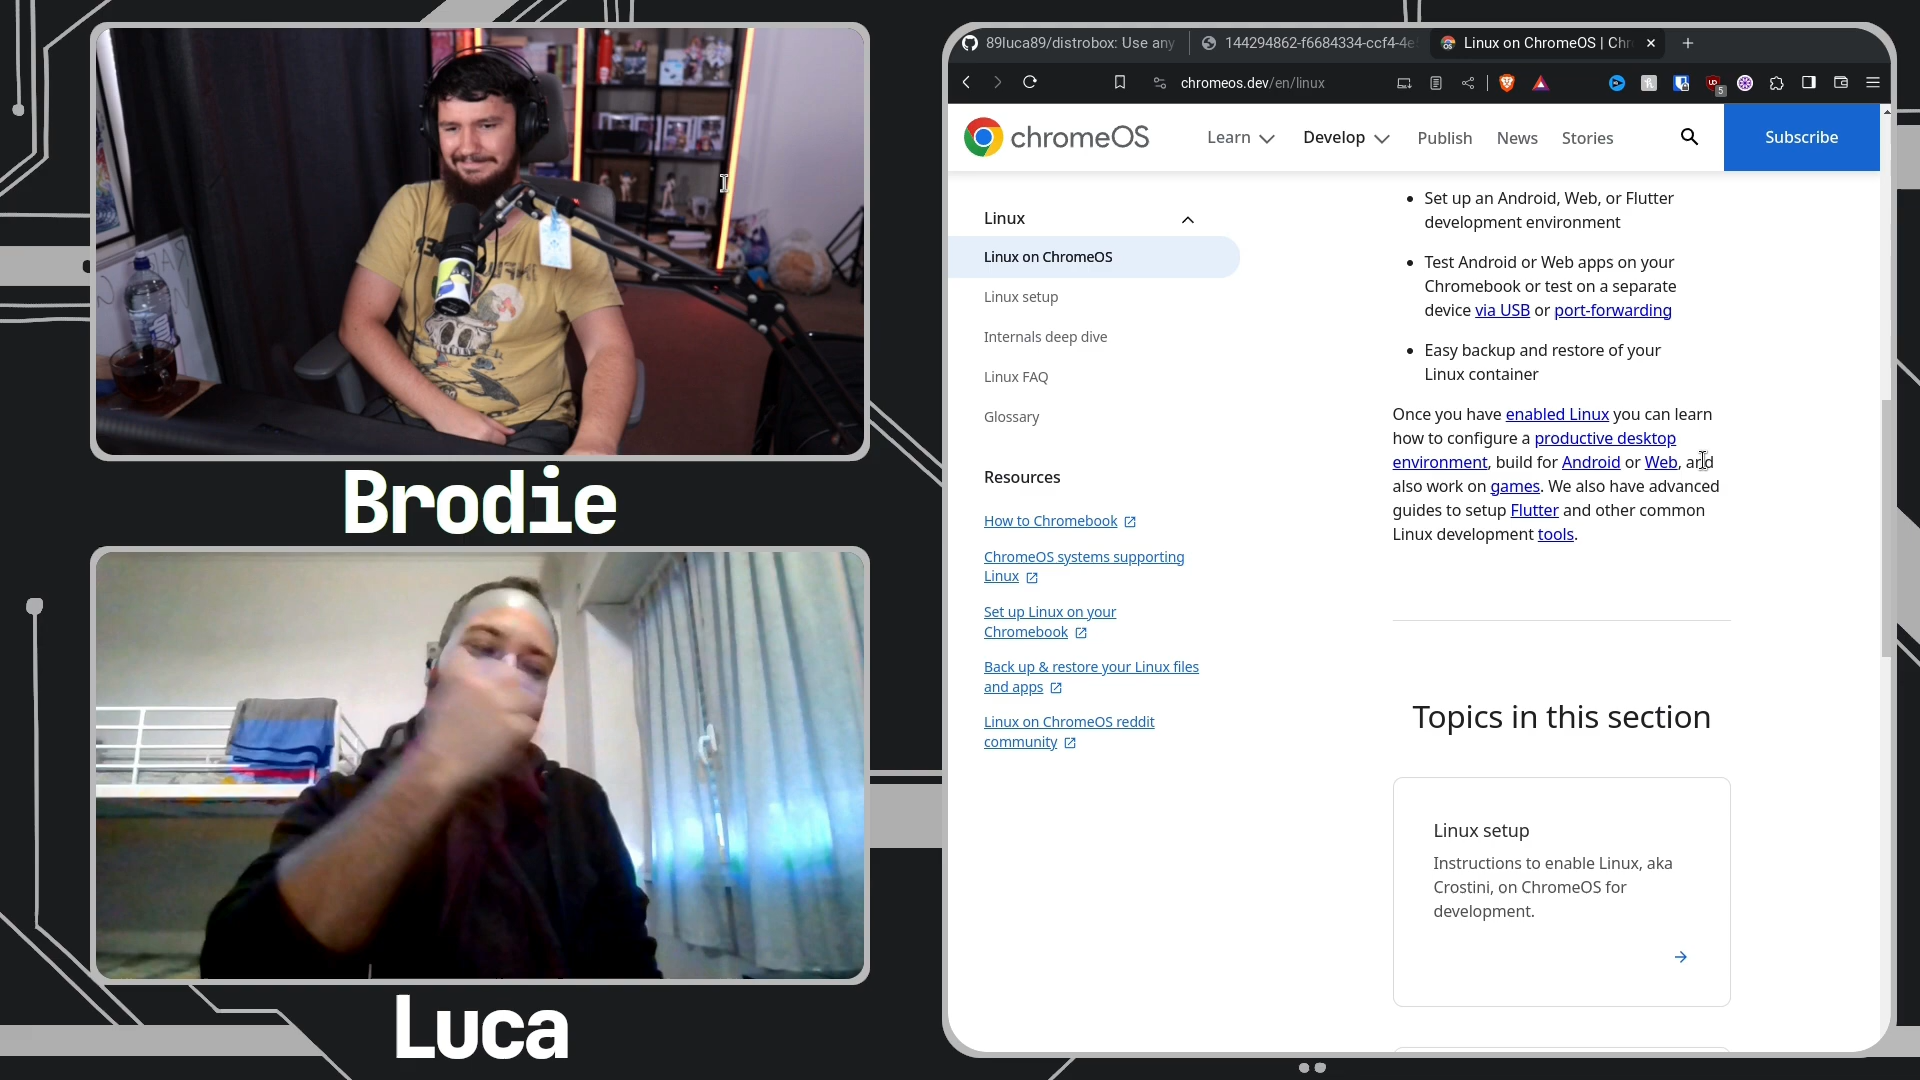 Brodie
Luca
89luca89/distrobox: Use any
144294862-f6684334-ccf4-4e
Linux on ChromeOS | Chr
chromeos.dev/en/linux
5
chromeOS
Learn
Develop
Publish
News
Stories
Subscribe
Linux
Linux on ChromeOS
Linux setup
Internals deep dive
Linux FAQ
Glossary
Resources
How to Chromebook
ChromeOS systems supporting
Linux
Set up Linux on your
Chromebook
Back up & restore your Linux files
and apps
Linux on ChromeOS reddit
community
• Set up an Android, Web, or Flutter
development environment
• Test Android or Web apps on your
Chromebook or test on a separate
device via USB or port-forwarding
• Easy backup and restore of your
Linux container
Once you have enabled Linux you can learn
how to configure a productive desktop
environment, build for Android or Web, and
also work on games. We also have advanced
guides to setup Flutter and other common
Linux development tools.
Topics in this section
Linux setup
Instructions to enable Linux, aka
Crostini, on ChromeOS for
development.